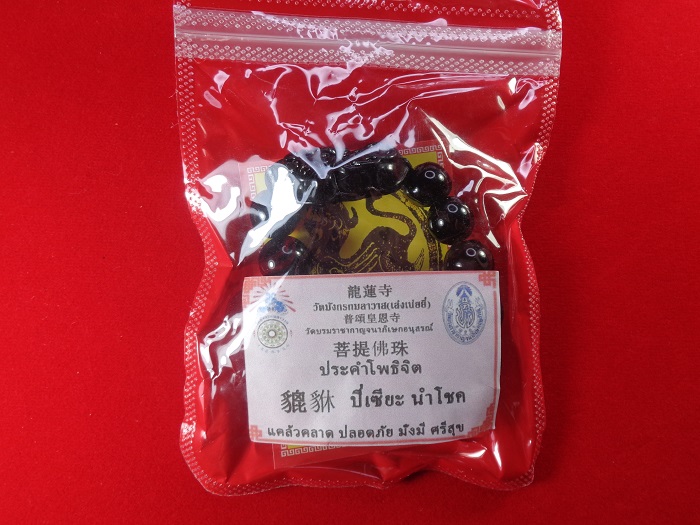 龍蓮寺
วัดมังกรกมลาวาส(เล่งเน่ยยี่)
普頌皇恩寺
วัดบรมราชากาญจนาภิเษกอนุสรณ์
菩提佛珠
ประคำโพธิจิต
貔貅 ปี่เซียะ นำโชค
แคล้วคลาด ปลอดภัย มั่งมี ศรีสุข